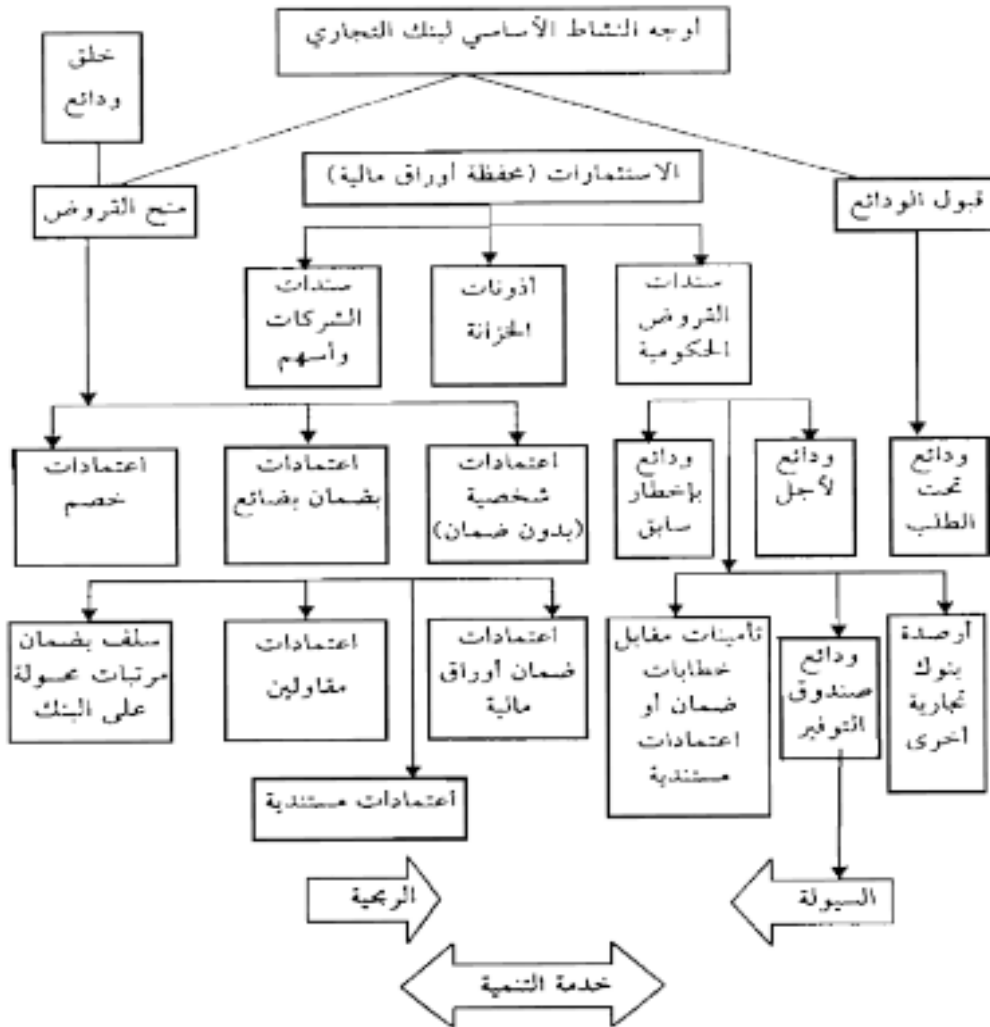 أوجه النشاط الأساسي لبنك التجاري
خلق
ودائع
الاستثمارات (محفظة أوراق مالية)
قبول الودائع
منح القروض
سندات
القروض
الحكومية
أذونات
الخزانة
سندات
الشركات
وأسهم
ودائع
تحت
الطلب
ودائع
لأجل
ودائع
بإخطار
سابق
اعتمادات
شخصية
(بدون ضمان)
اعتمادات
بضمان بضائع
اعتمادات
خصم
أرصدة
بنوك
تجارية
أخرى
ودائع
صندوق
التوفير
تأمينات مقابل
خطابات
ضمان أو
اعتمادات
مستندية
اعتمادات
ضمان أوراق
مالية
اعتمادات
مقاولين
سلف بضمان
مرتبات محولة
على البنك
أعتمادات مستندية
السيولة
الربحية
خدمة التنمية